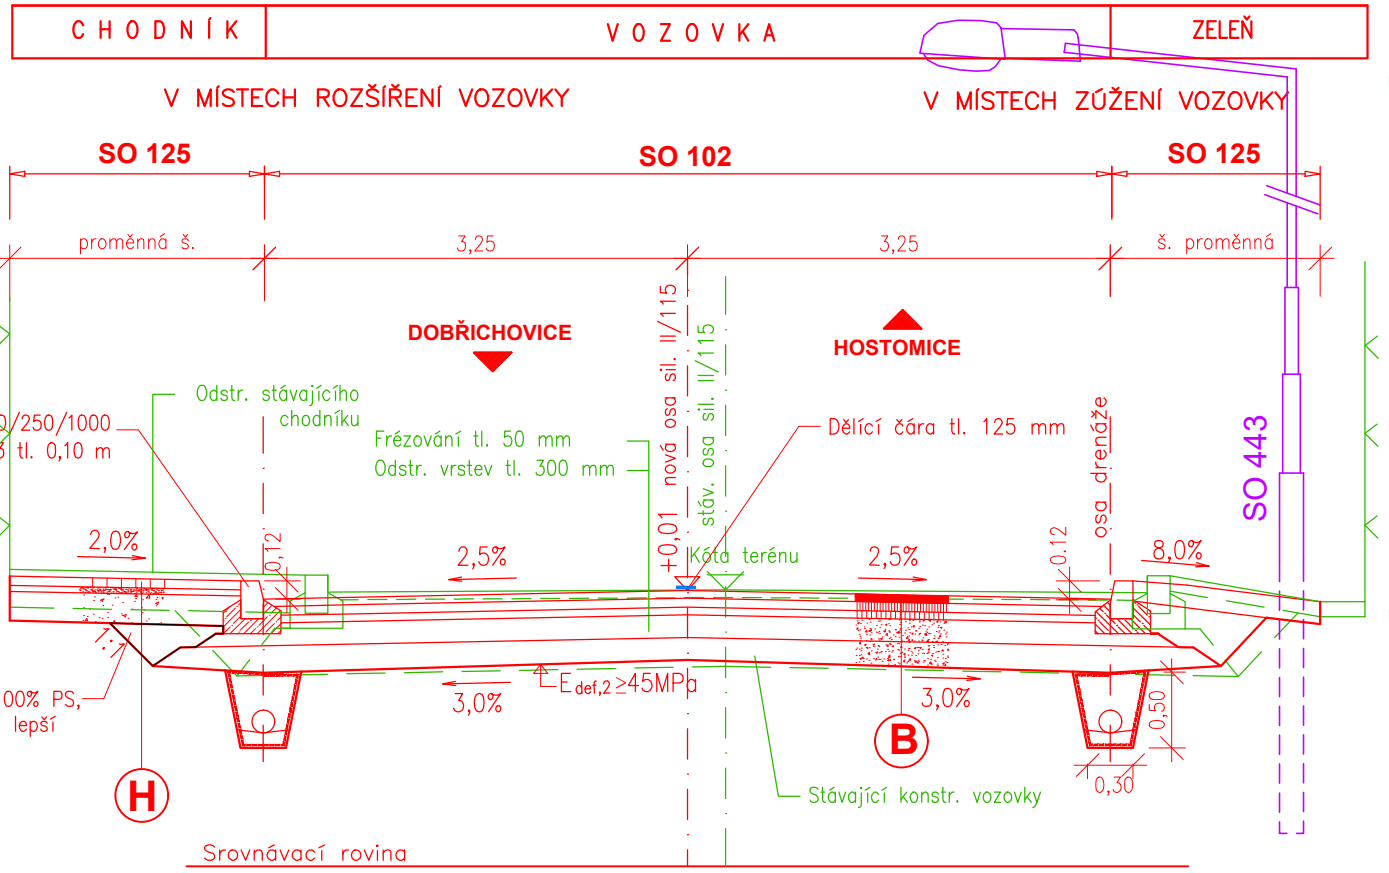 CHODNÍK
VOZOVKA
ZELEŇ
V MÍSTECH ROZŠÍŘENÍ VOZOVKY
V MÍSTECH ZÚŽENÍ VOZOVKY
SO 125
SO 102
SO 125
proměnná š.
3,25
3,25
š. proměnná
DOBŘICHOVICE
HOSTOMICE
+0,01 nová osa sil. II/115
stáv. osa sil. II/115
Odstr. stávajícího
chodníku
/250/1000
tl. 0,10 m
Frézování tl. 50 mm
Odstr. vrstev tl. 300 mm
Dělící čára tl. 125 mm
osa drenáže
SO 443
2,0%
0,12
2,5%
Kóta terénu
2,5%
0.12
8,0%
1:1
00% PS,
lepší
3,0%
Edef,2≥45MPa
3,0%
0,50
0,30
H
B
Stávající konstr. vozovky
Srovnávací rovina